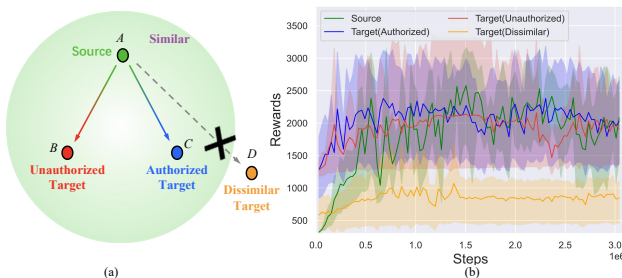 A
Source
Similar
B
C
D
Unauthorized
Target
Authorized
Target
Dissimilar
Target
(a)
Source
Target(Authorized)
Target(Unauthorized)
Target(Dissimilar)
Rewards
3500
3000
2500
2000
1500
1000
500
0.0
0.5
1.0
1.5
2.0
2.5
3.0
1e6
Steps
(b)